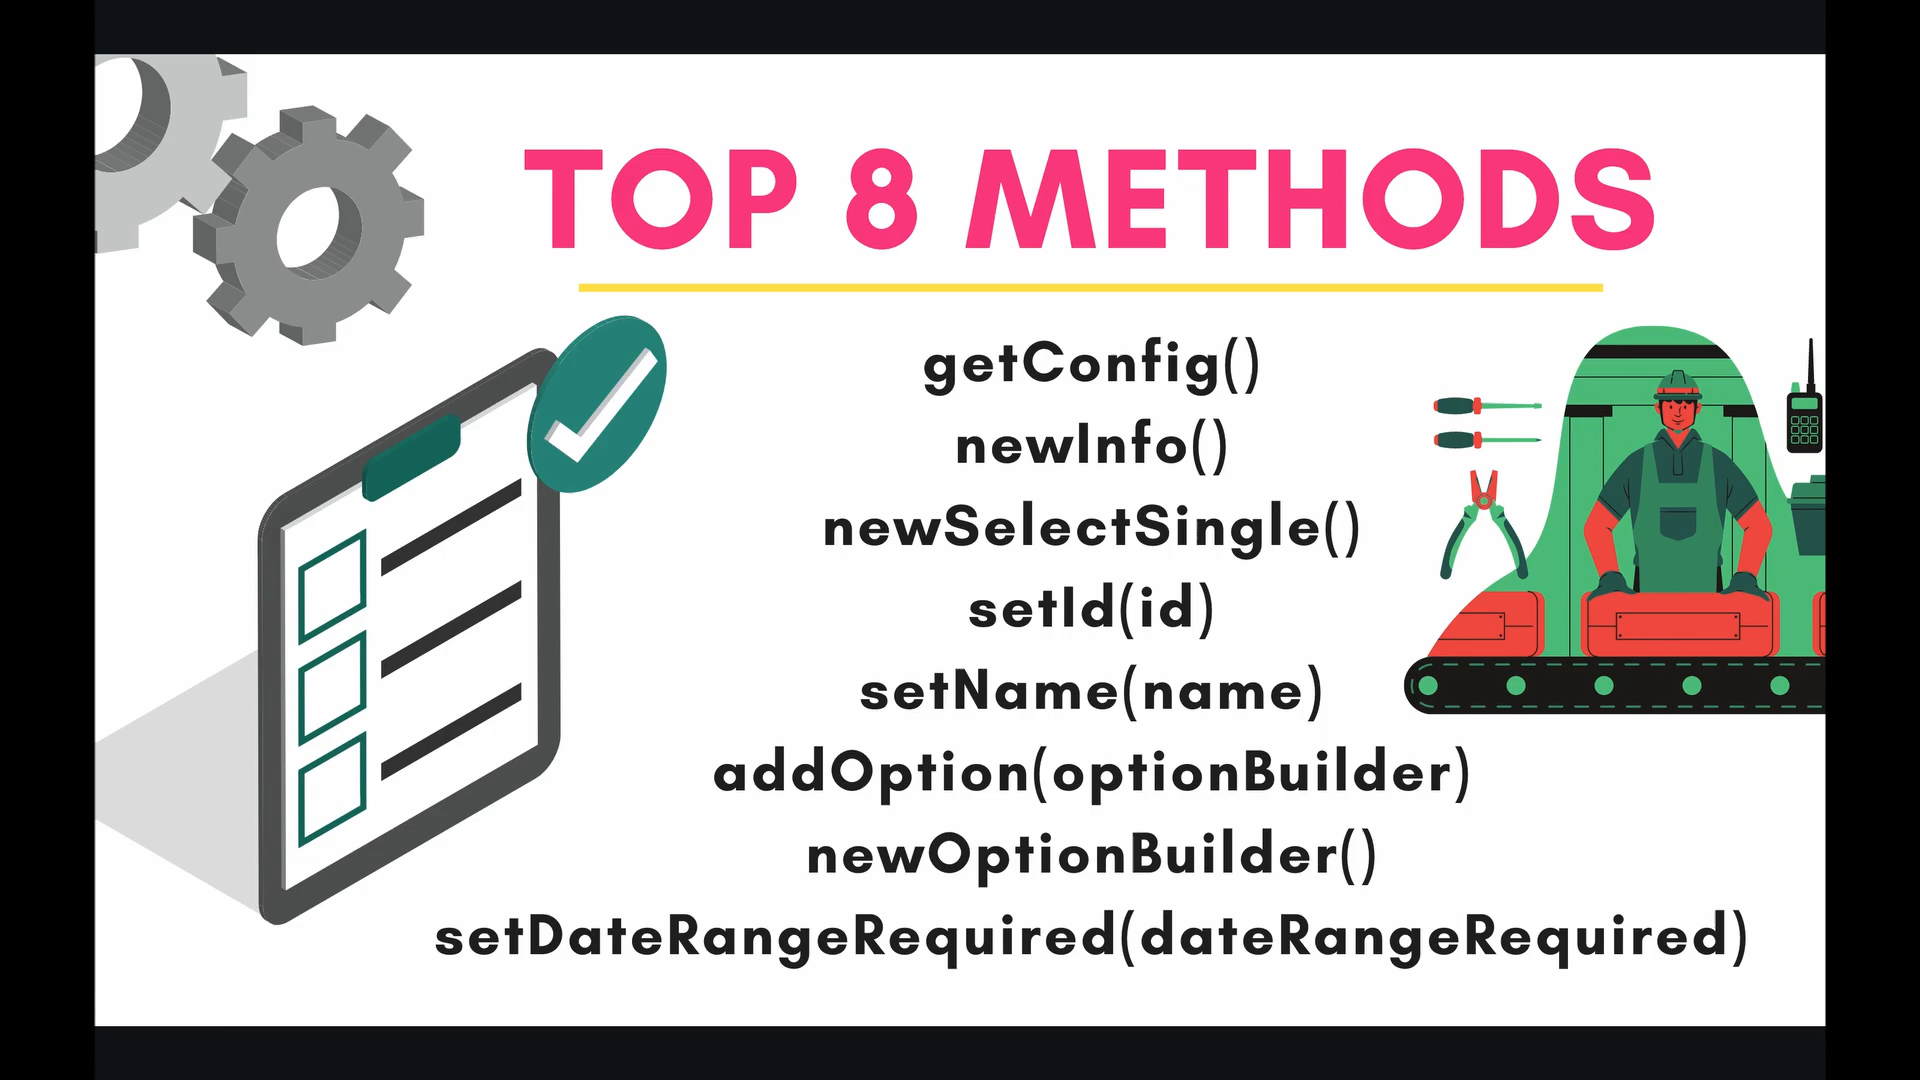 TOP 8 METHODS
getConfig()
newInfo()
newSelectSingle()
setId(id)
setName(name)
addOption(optionBuilder)
newOptionBuilder()
setDateRangeRequired(dateRangeRequired)